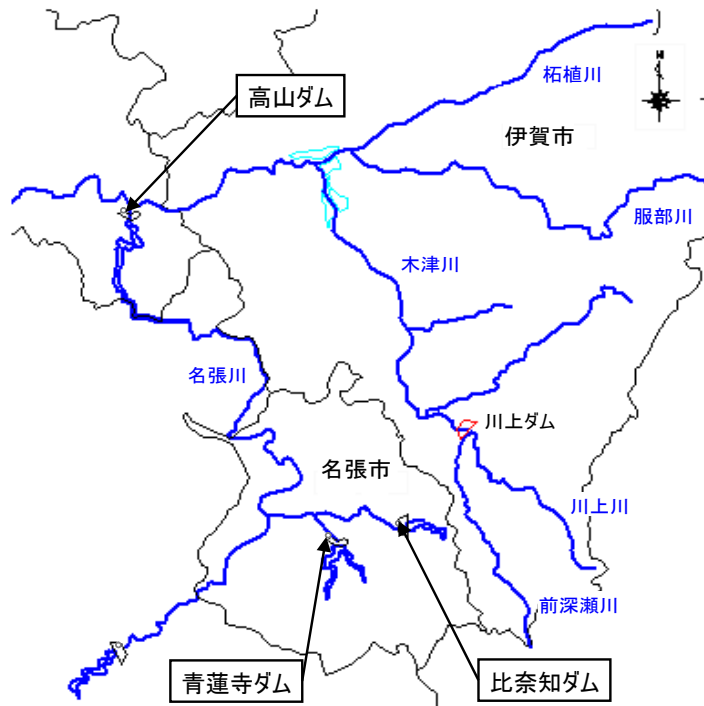 柘植川
高山ダム
伊賀市
N
服部川
木津川
名張川
川上ダム
名張市
川上川
前深瀬川
青蓮寺ダム
比奈知ダム